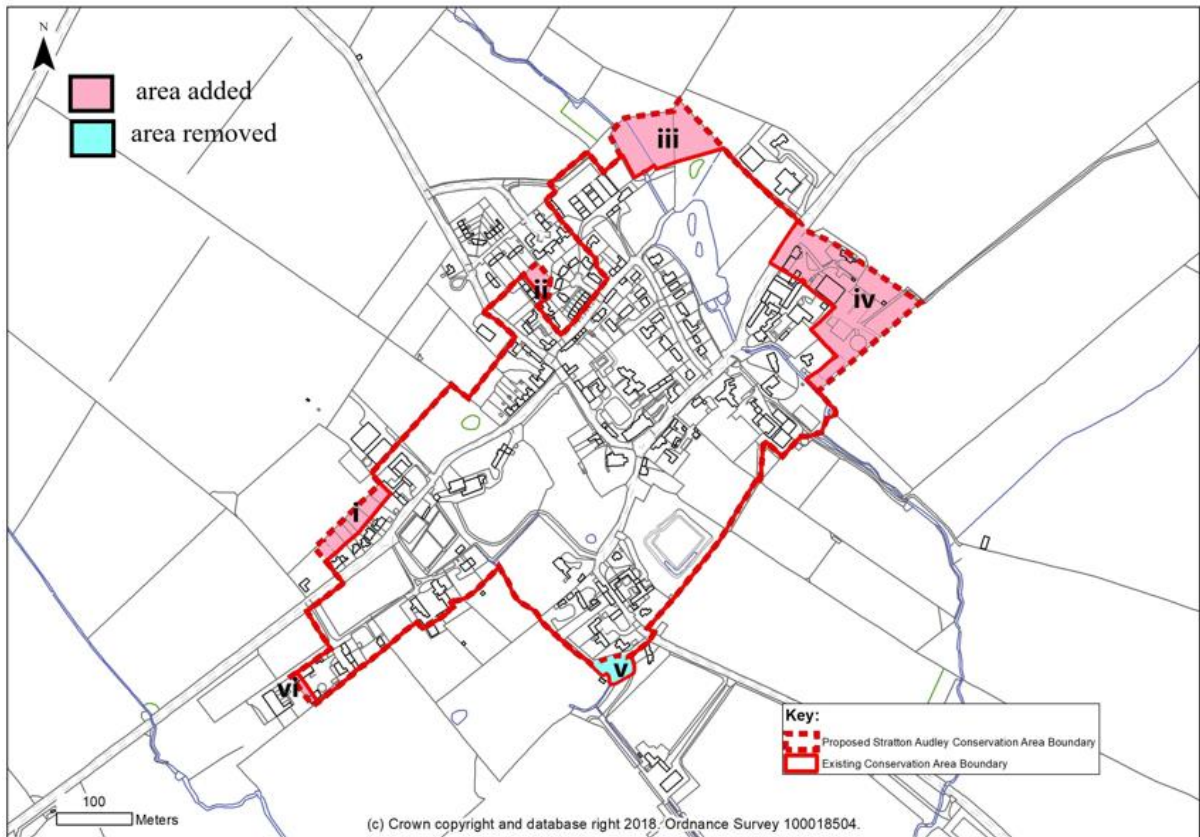 N
area added
area removed
iii
ii
iv
i
v
vi
Key:
Proposed Stratton Audley Conservation Area Boundary
Existing Conservation Area Boundary
100
Meters
(c) Crown copyright and database right 2018. Ordnance Survey 100018504.